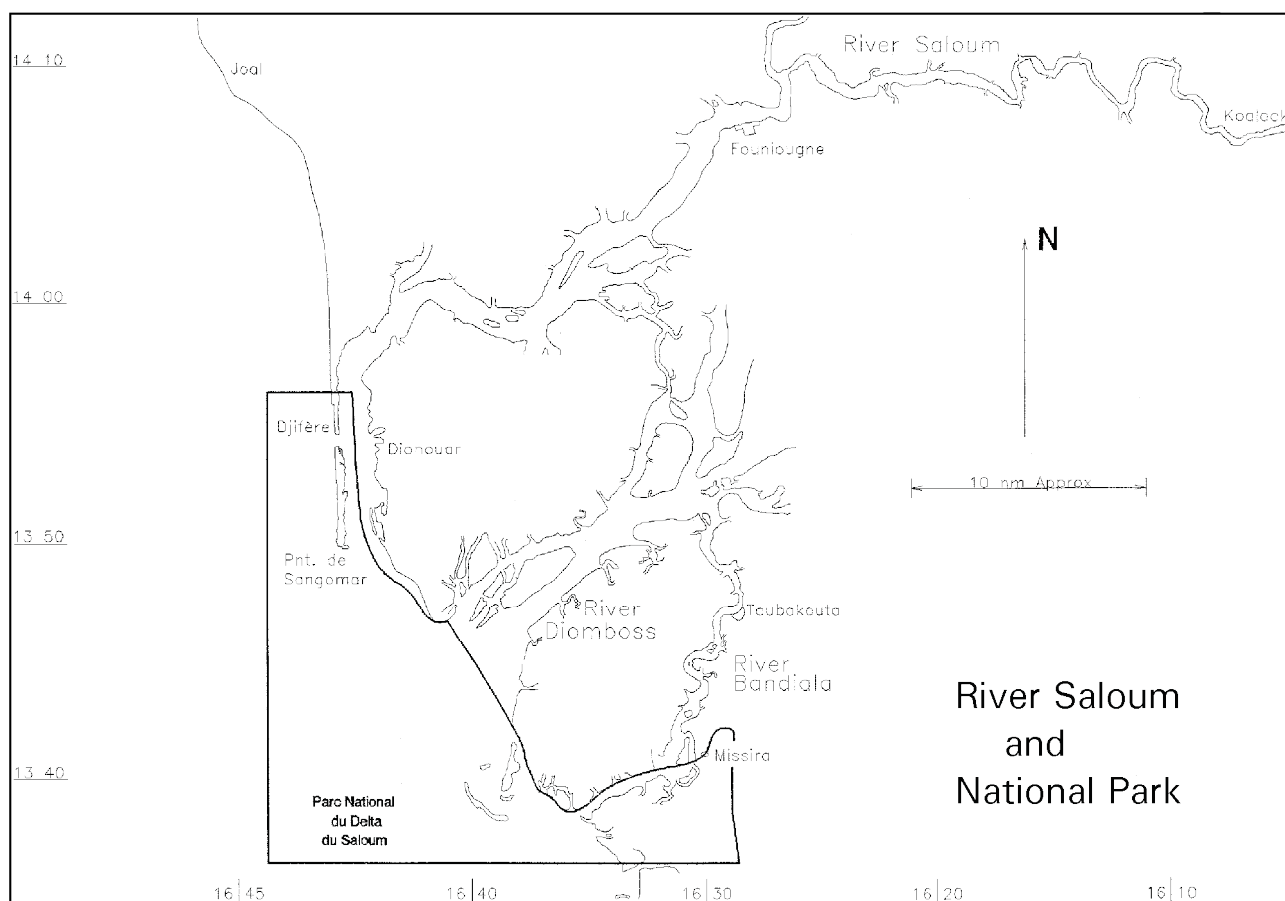 14 10
Joal
River Saloum
Koalack
Founiougne
N
14 00
10 nm Approx
Djifère
Dionouar
13 50
Pnt. de
Sangomar
River
Diomboss
Toubakouta
River
Bandiala
River Saloum
and
National Park
Missira
13 40
Parc National
du Delta
du Saloum
16 45
16 40
16 30
16 20
16 10